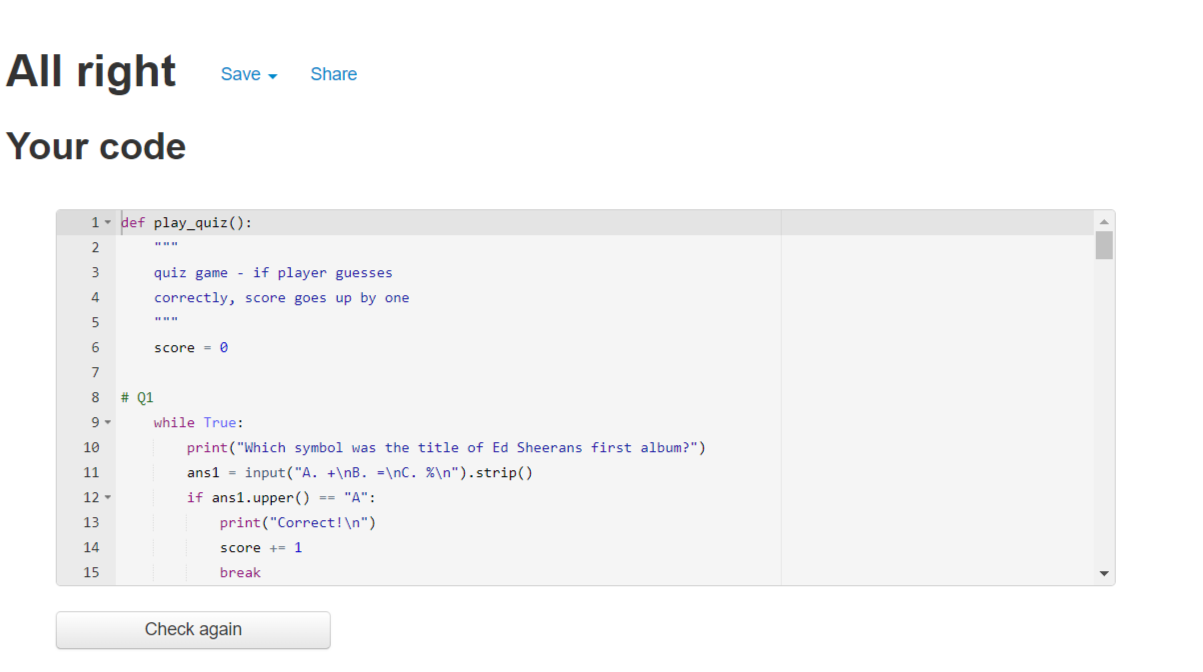 All right Save Share
Your code
1 def play_quiz():
2     """
3     quiz game - if player guesses
4     correctly, score goes up by one
5     """
6     score = 0
7
8 # Q1
9     while True:
10         print("Which symbol was the title of Ed Sheerans first album?")
11         ans1 = input("A. +\nB. =\nC. %\n").strip()
12         if ans1.upper() == "A":
13             print("Correct!\n")
14             score += 1
15             break
Check again